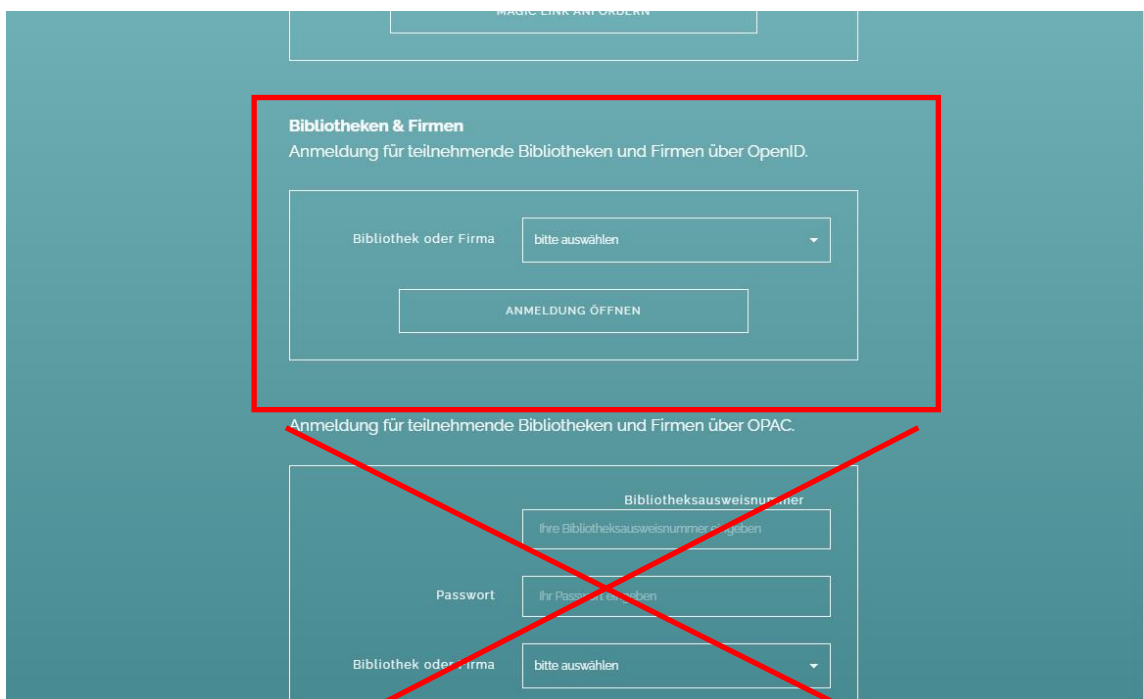 MAGIC LINK ANFORDERN
Bibliotheken & Firmen
Anmeldung für teilnehmende Bibliotheken und Firmen über OpenID.
Bibliothek oder Firma
bitte auswählen
ANMELDUNG ÖFFNEN
Anmeldung für teilnehmende Bibliotheken und Firmen über OPAC.
Bibliotheksausweisnummer
Ihre Bibliotheksausweisnummer eingeben
Passwort
Ihr Passwort eingeben
Bibliothek oder Firma
bitte auswählen